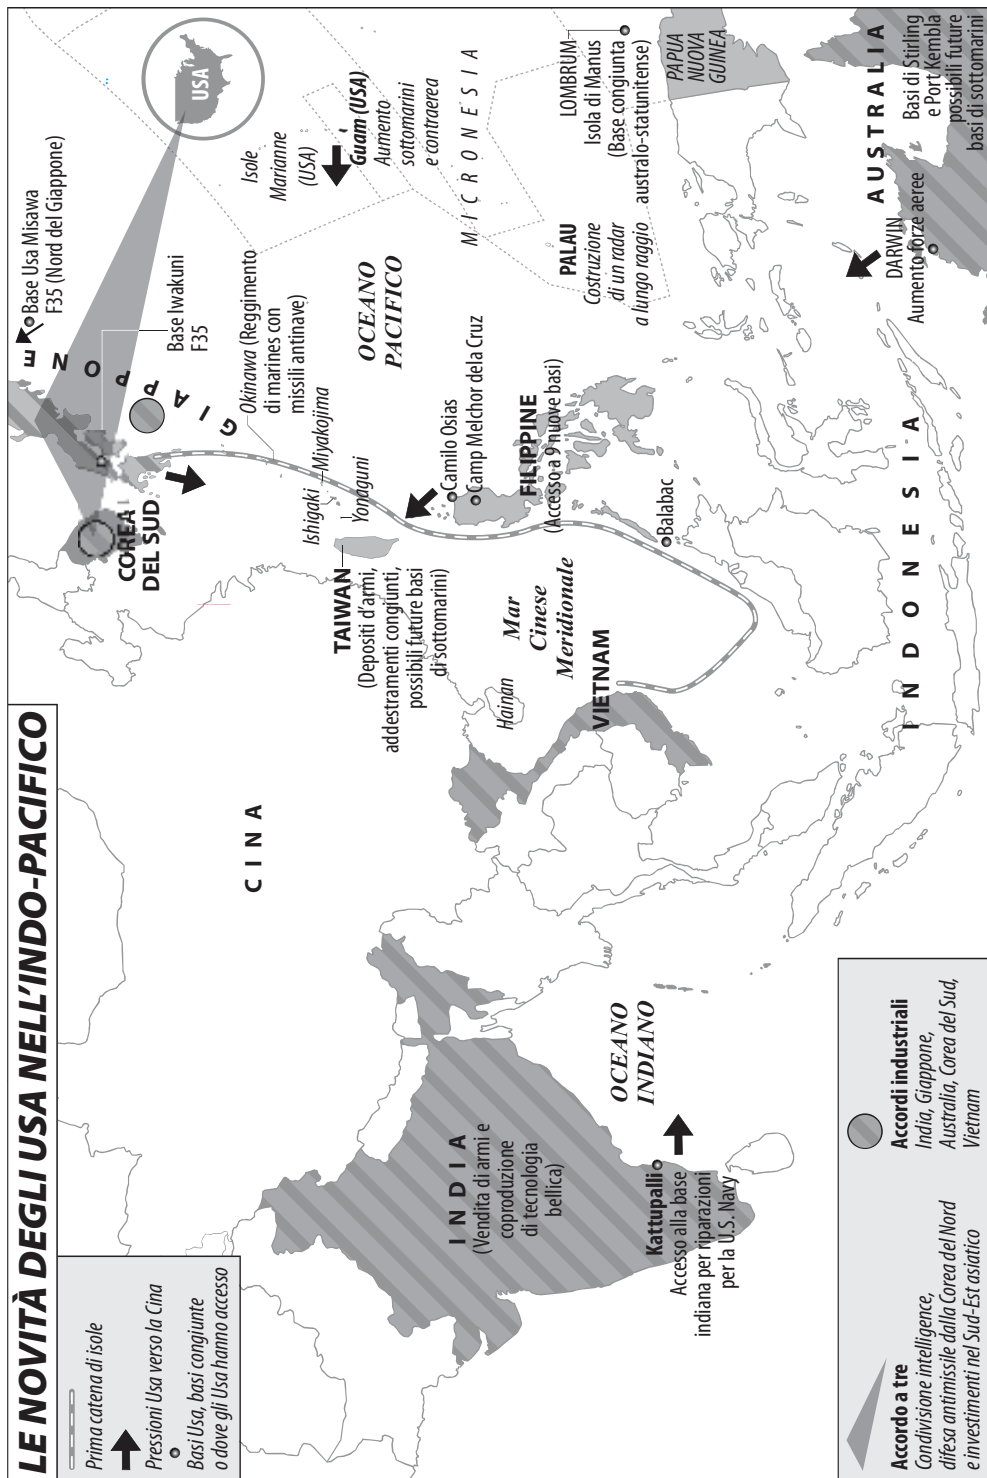 LE NOVITÀ DEGLI USA NELL'INDO-PACIFICO
Prima catena di isole
Pressioni Usa verso la Cina
Basi Usa, basi congiunte
o dove gli Usa hanno accesso
CINA
COREA
DEL SUD
GIAPPONE
Base Usa Misawa
F35 (Nord del Giappone)
Base Iwakuni
F35
USA
Okinawa (Reggimento
di marines con
missili antinave)
Ishigaki
Miyakojima
Yonaguni
TAIWAN
(Depositi d'armi,
addestramenti congiunti,
possibili future basi
di sottomarini)
Isole
Marianne
(USA)
Guam (USA)
Aumento
sottomarini
e contraerea
OCEANO
PACIFICO
MICRONESIA
Camilo Osias
Camp Melchor dela Cruz
FILIPPINE
(Accesso a 9 nuove basi)
Balabac
Mar
Cinese
Meridionale
Hainan
VIETNAM
PALAU
Costruzione
di un radar
a lungo raggio
LOMBRUM
Isola di Manus
(Base congiunta
australo-statunitense)
PAPUA
NUOVA
GUINEA
INDIA
(Vendita di armi e
coproduzione
di tecnologia
bellica)
Kattupalli
Accesso alla base
indiana per riparazioni
per la U.S. Navy
OCEANO
INDIANO
INDONESIA
AUSTRALIA
DARWIN
Aumento forze aeree
Basi di Stirling
e Port Kembla
possibili future
basi di sottomarini
Accordo a tre
Condivisione intelligence,
difesa antimissile dalla Corea del Nord
e investimenti nel Sud-Est asiatico
Accordi industriali
India, Giappone,
Australia, Corea del Sud,
Vietnam